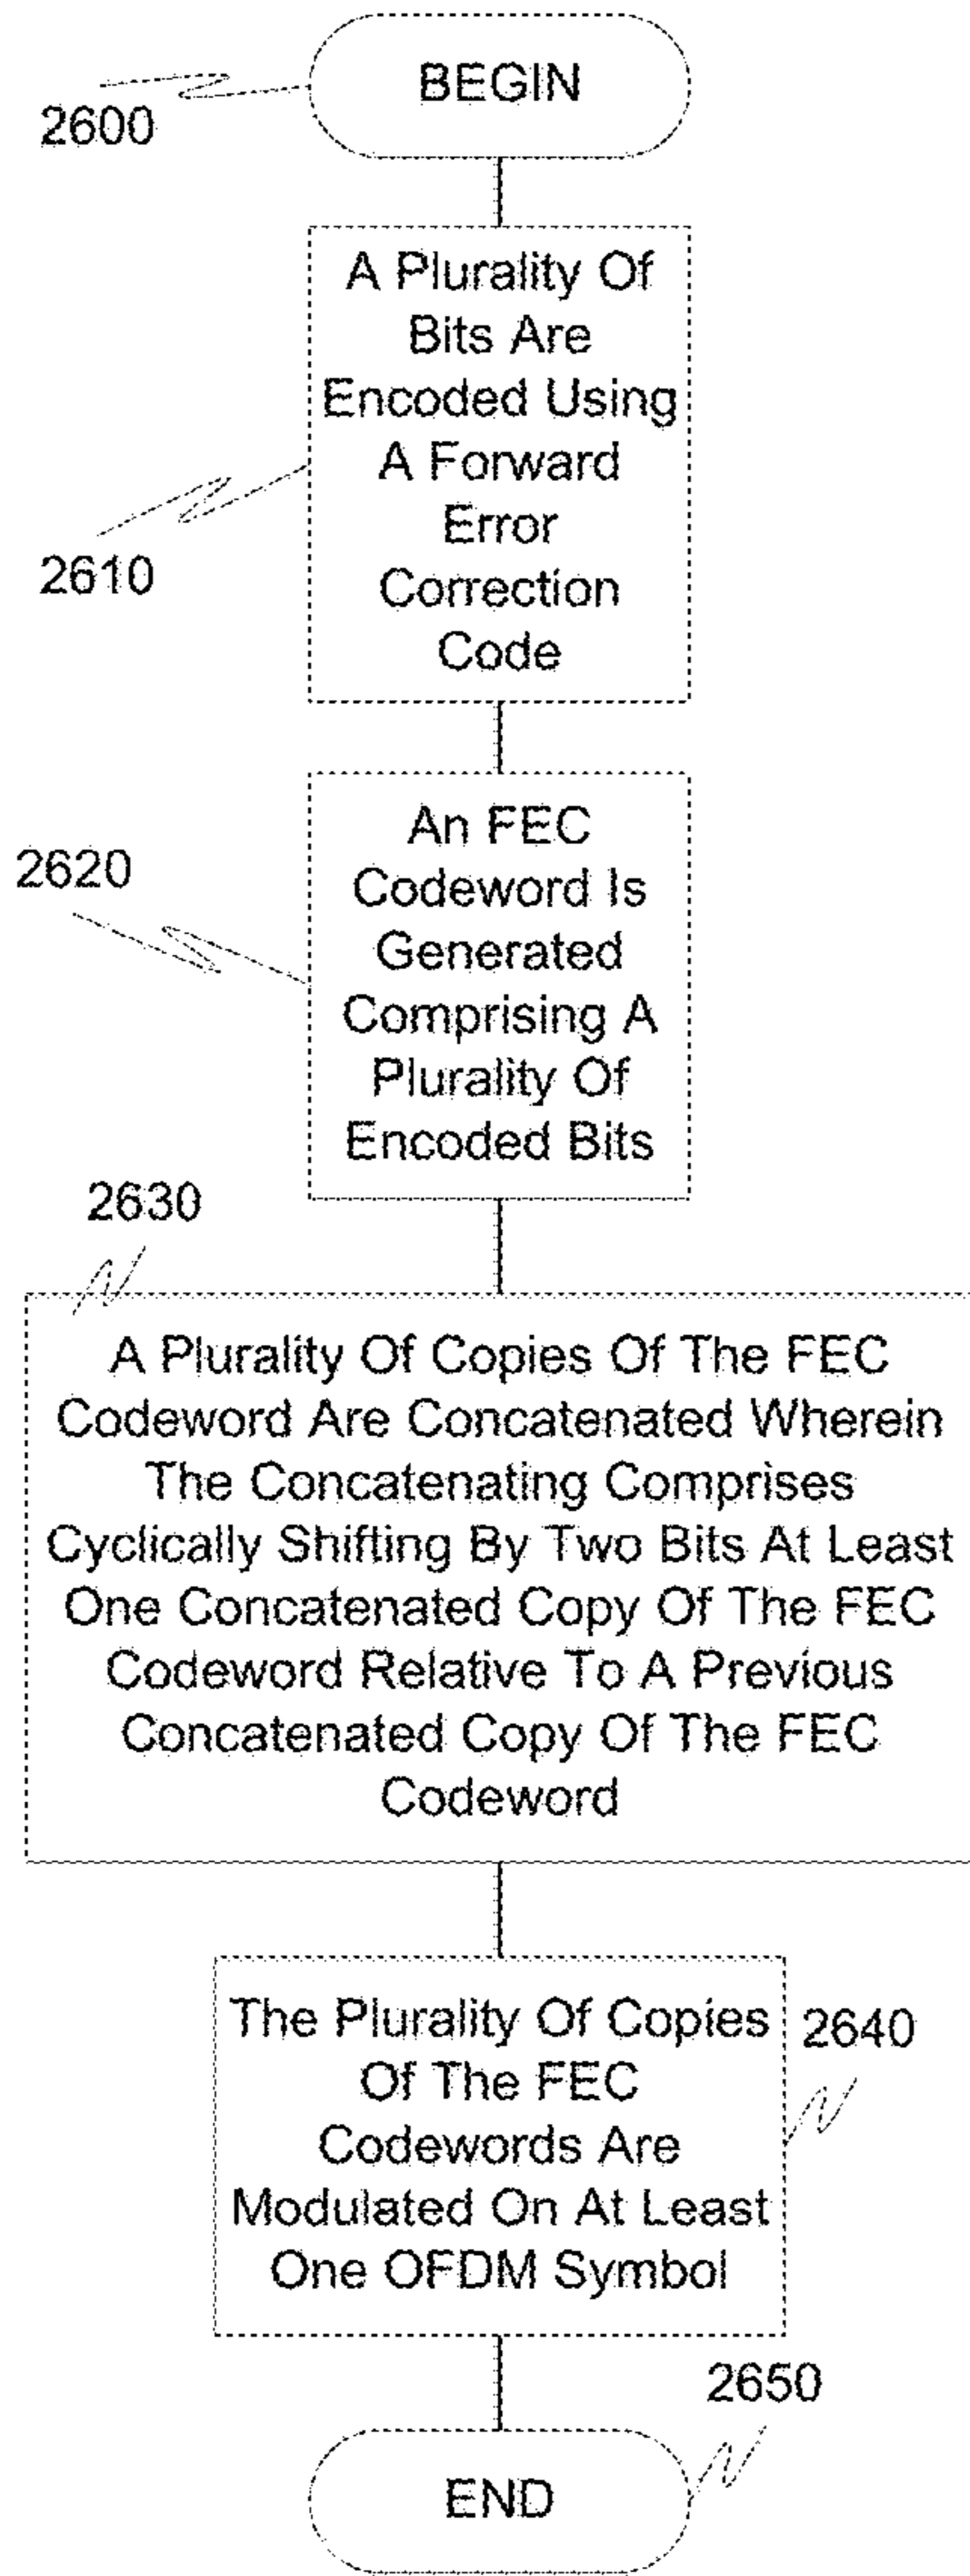 BEGIN
2600
A Plurality Of
Bits Are
Encoded Using
A Forward
Error
Correction
Code
2610
An FEC
Codeword Is
Generated
Comprising A
Plurality Of
Encoded Bits
2620
2630
A Plurality Of Copies Of The FEC
Codeword Are Concatenated Wherein
The Concatenating Comprises
Cyclically Shifting By Two Bits At Least
One Concatenated Copy Of The FEC
Codeword Relative To A Previous
Concatenated Copy Of The FEC
Codeword
The Plurality Of Copies
Of The FEC
Codewords Are
Modulated On At Least
One OFDM Symbol
2640
2650
END